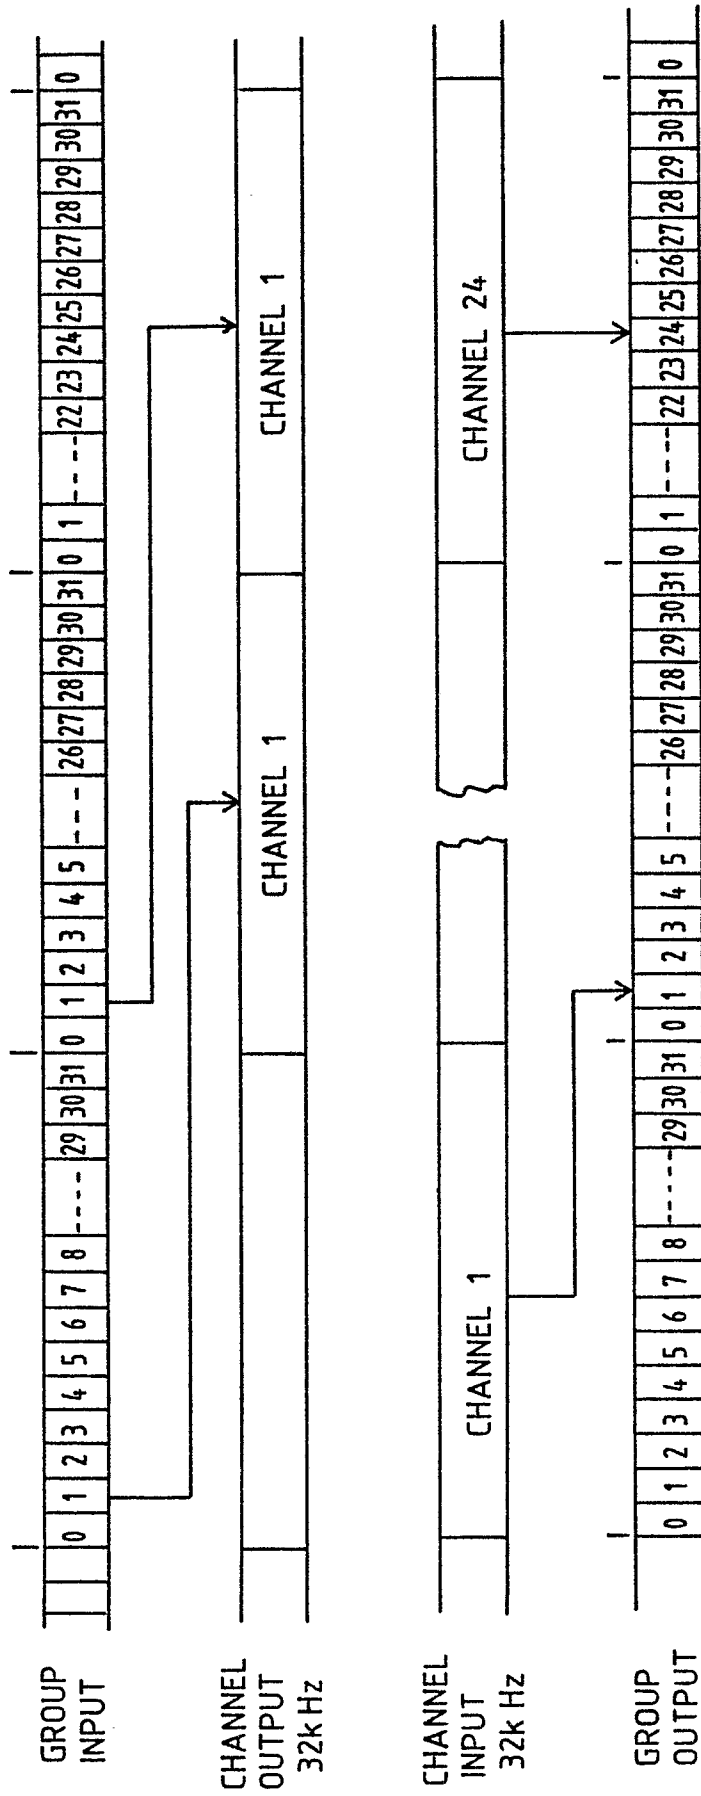 GROUP
INPUT
0 1 2 3 4 5 6 7 8 ---- 29 30 31 0 1 2 3 4 5 --- 26 27 28 29 30 31 0 1 ---- 22 23 24 25 26 27 28 29 30 31 0
CHANNEL
OUTPUT
32k Hz
CHANNEL 1
CHANNEL 1
CHANNEL
INPUT
32k Hz
CHANNEL 1
CHANNEL 24
GROUP
OUTPUT
0 1 2 3 4 5 6 7 8 ----- 29 30 31 0 1 2 3 4 5 ---- 26 27 28 29 30 31 0 1 ---- 22 23 24 25 26 27 28 29 30 31 0